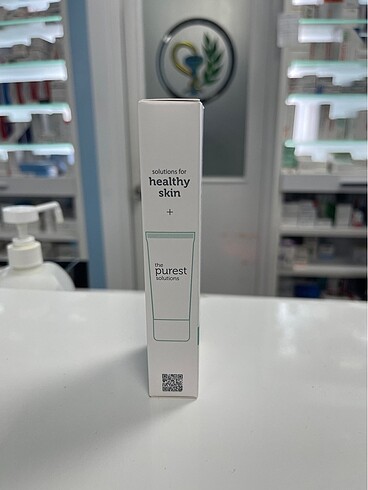 solutions for
healthy
skin
+
the
purest
solutions